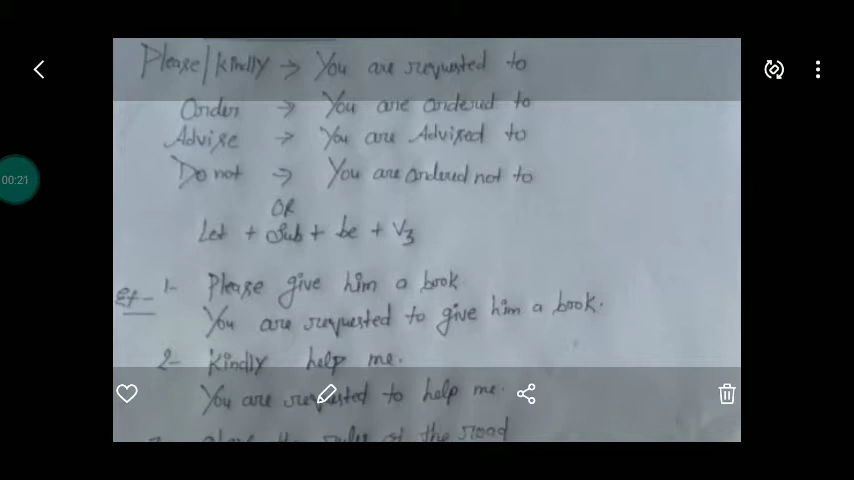 Please/kindly → You are requested to
Order → You are ordered to
Advise → You are Advised to
Do not → You are ordered not to
OR
Let + Sub + be + V3
00:21
Ex- 1- Please give him a book
You are requested to give him a book.
2- kindly help me.
You are requested to help me.
the rules of the road